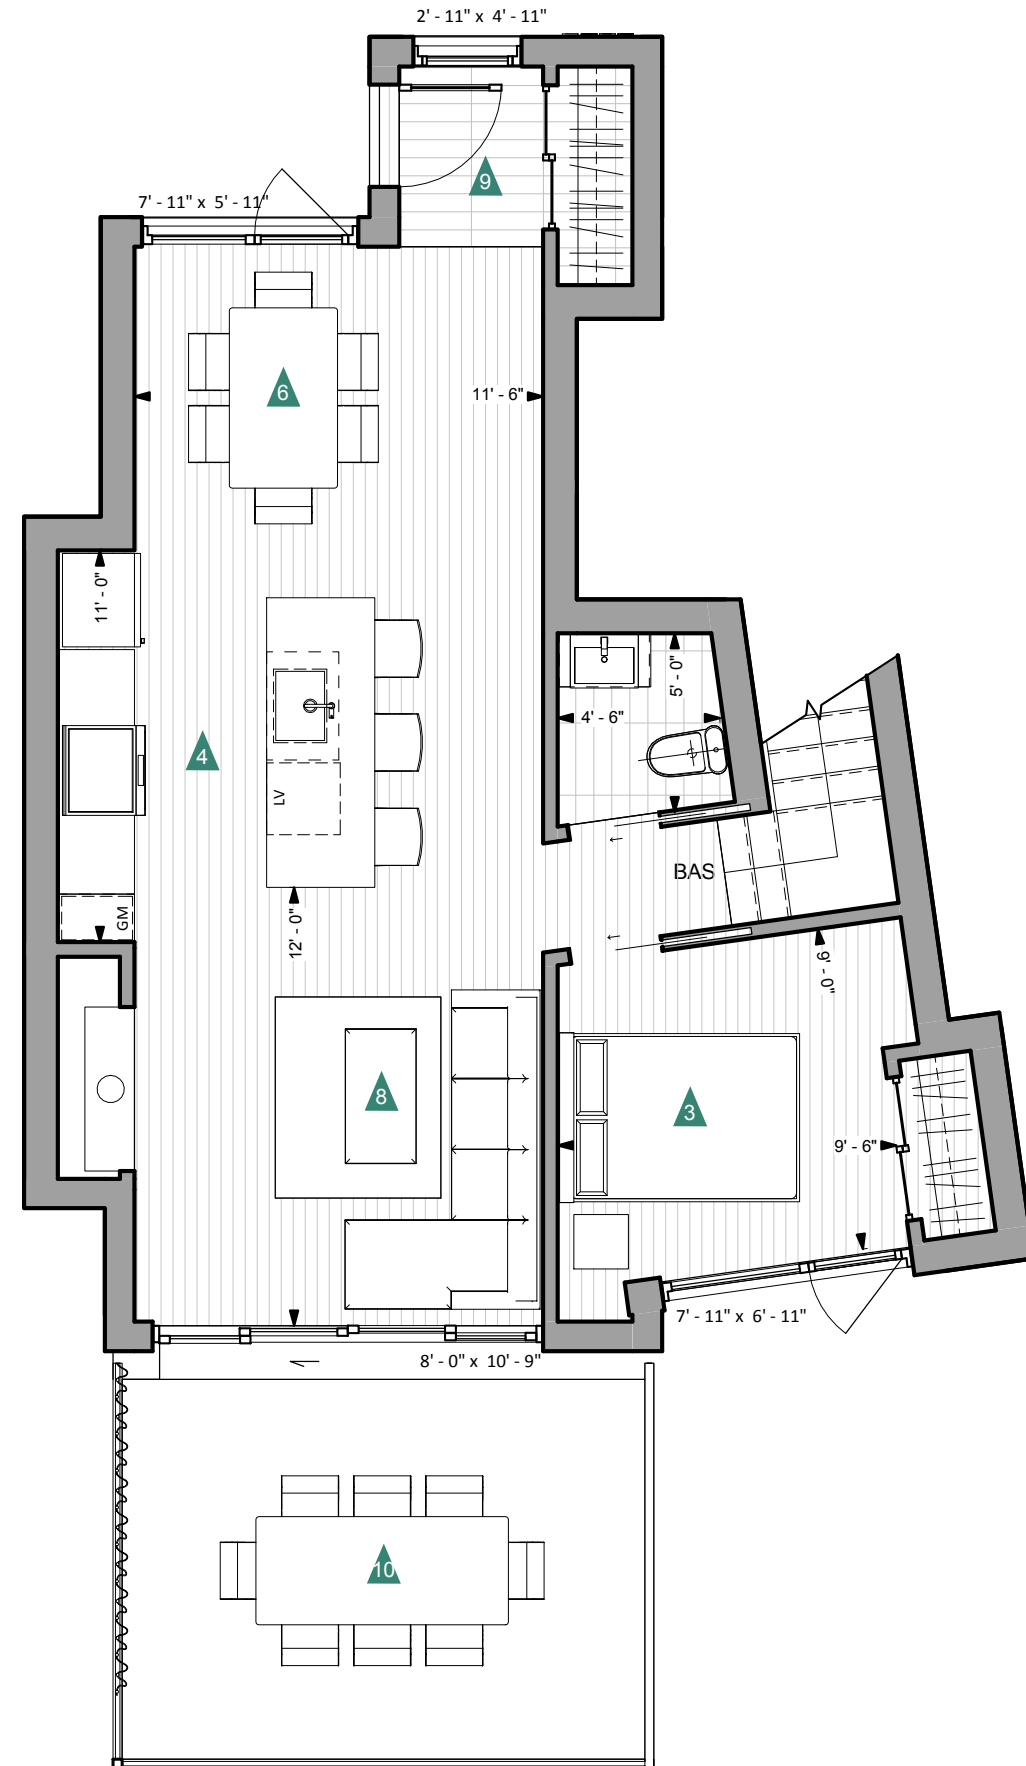 2' - 11" x 4' - 11"
9
7' - 11" x 5' - 11"
6
11' - 6"
11' - 0"
5' - 0"
4' - 6"
4
LV
BAS
GM
12' - 0"
9' - 0"
8
3
9' - 6"
7' - 11" x 6' - 11"
8' - 0" x 10' - 9"
10